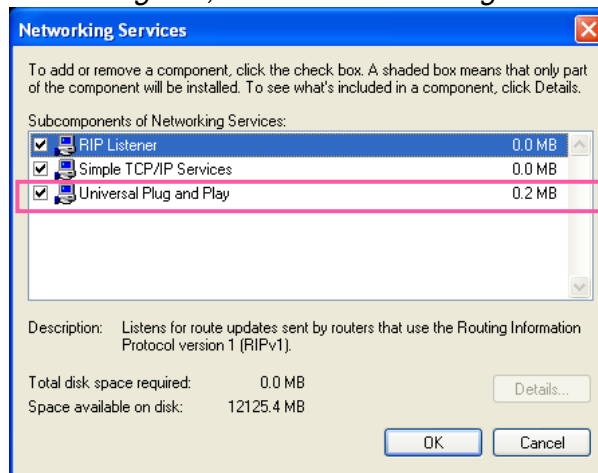 Networking Services
To add or remove a component, click the check box. A shaded box means that only part
of the component will be installed. To see what's included in a component, click Details.
Subcomponents of Networking Services:
RIP Listener 0.0 MB
Simple TCP/IP Services 0.0 MB
Universal Plug and Play 0.2 MB
Description: Listens for route updates sent by routers that use the Routing Information
Protocol version 1 (RIPv1).
Total disk space required: 0.0 MB
Space available on disk: 12125.4 MB
Details...
OK Cancel